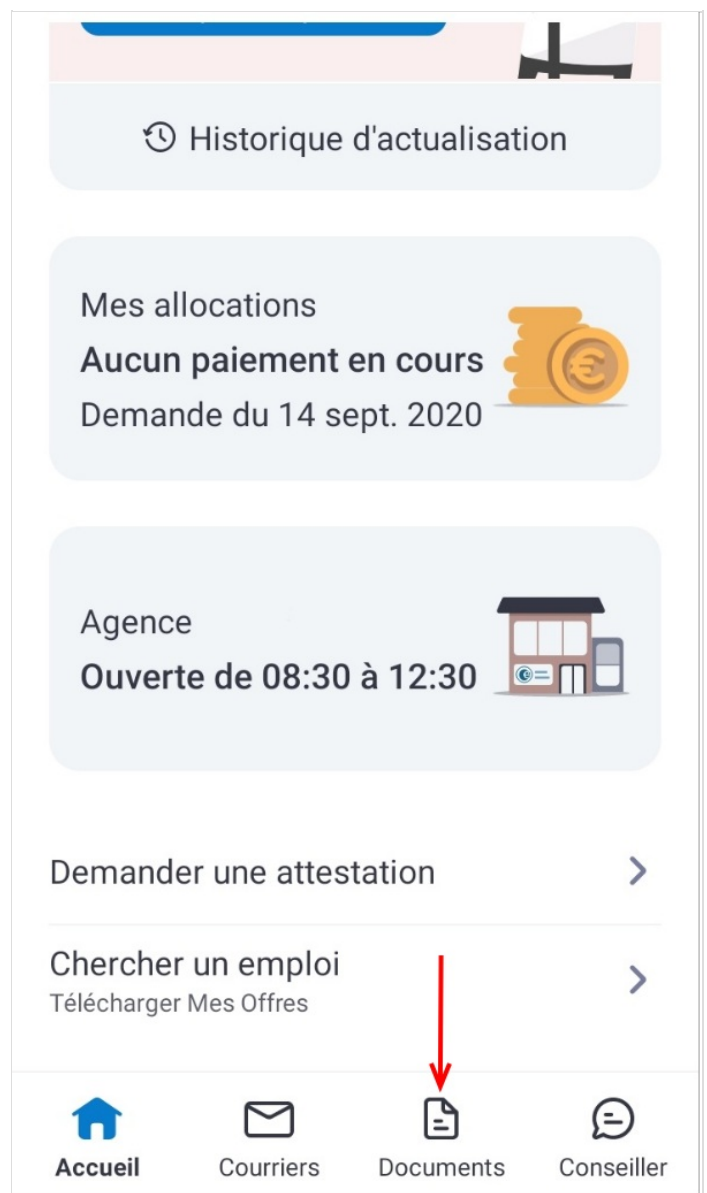 Historique d'actualisation
Mes allocations
Aucun paiement en cours
Demande du 14 sept. 2020
Agence
Ouverte de 08:30 à 12:30
Demander une attestation
Chercher un emploi
Télécharger Mes Offres
Accueil Courriers Documents Conseiller